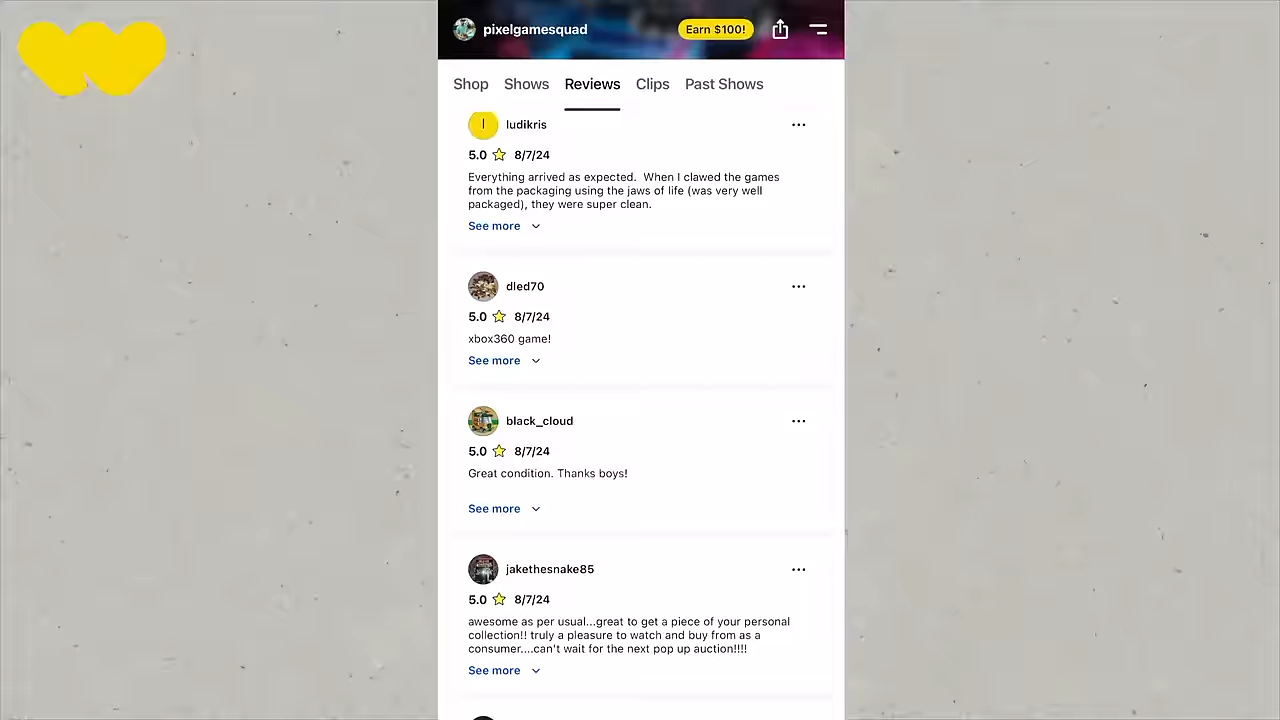 pixelgamesquad
Earn $100!
Shop Shows Reviews Clips Past Shows
l
ludikris
5.0 8/7/24
Everything arrived as expected. When I clawed the games
from the packaging using the jaws of life (was very well
packaged), they were super clean.
See more
dled70
5.0 8/7/24
xbox360 game!
See more
black_cloud
5.0 8/7/24
Great condition. Thanks boys!
See more
jakethesnake85
5.0 8/7/24
awesome as per usual...great to get a piece of your personal
collection!! truly a pleasure to watch and buy from as a
consumer....can't wait for the next pop up auction!!!!
See more